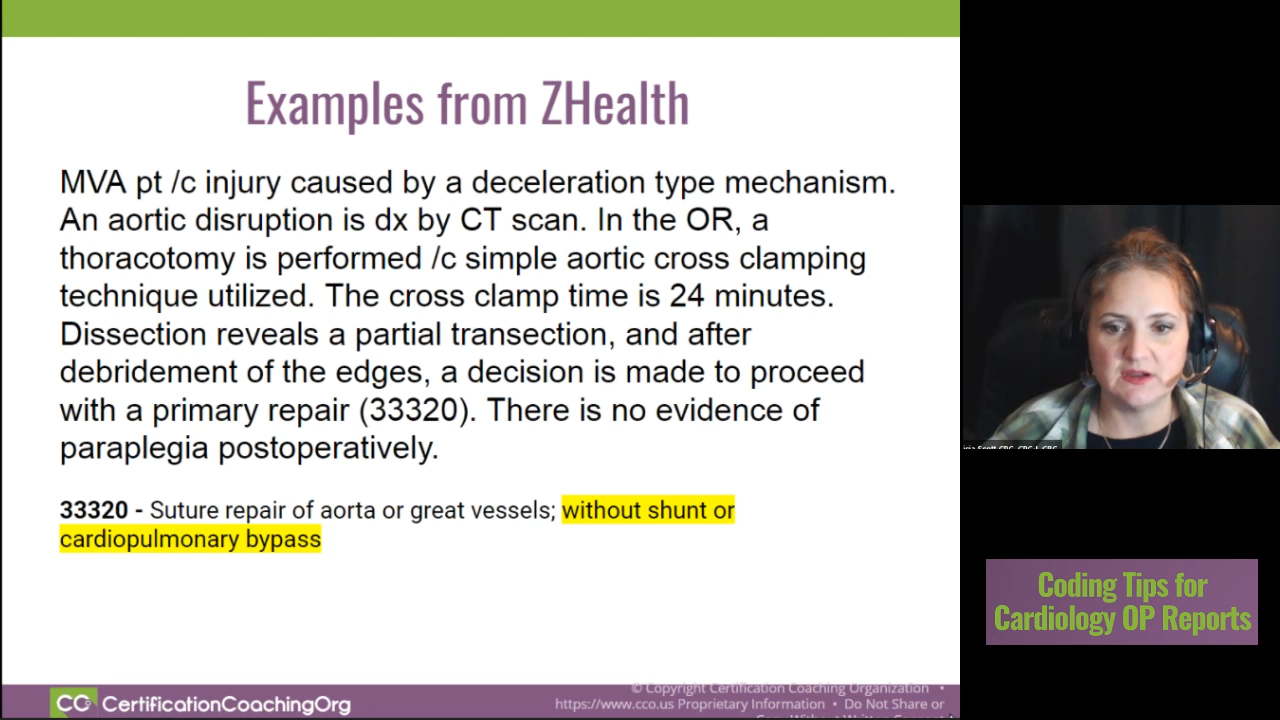 Examples from ZHealth
MVA pt /c injury caused by a deceleration type mechanism.
An aortic disruption is dx by CT scan. In the OR, a
thoracotomy is performed /c simple aortic cross clamping
technique utilized. The cross clamp time is 24 minutes.
Dissection reveals a partial transection, and after
debridement of the edges, a decision is made to proceed
with a primary repair (33320). There is no evidence of
paraplegia postoperatively.
33320 - Suture repair of aorta or great vessels; without shunt or
cardiopulmonary bypass
Coding Tips for
Cardiology OP Reports
CC CertificationCoachingOrg
© Copyright Certification Coaching Organization •
https://www.cco.us Proprietary Information • Do Not Share or